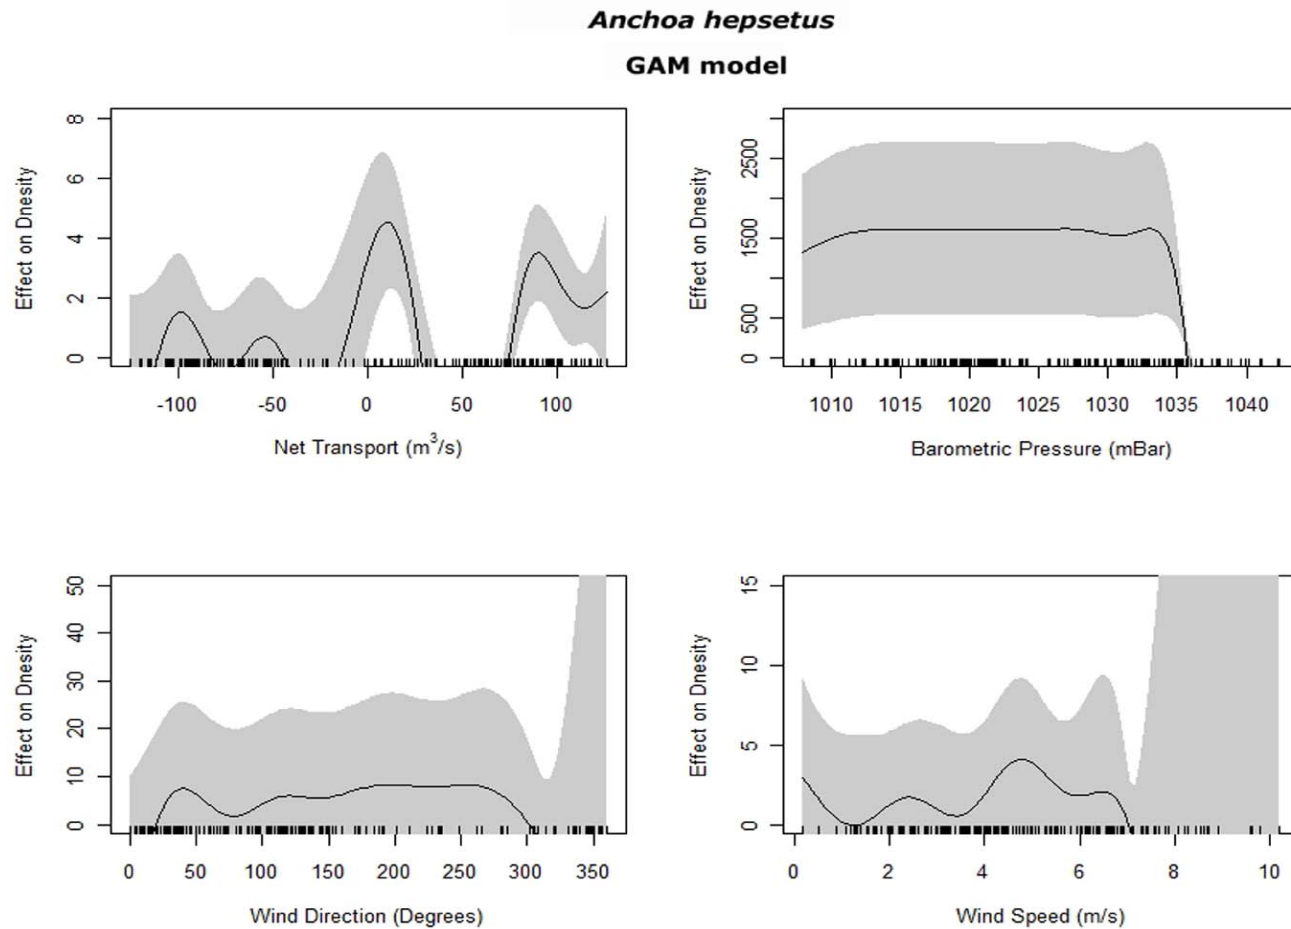 Anchoa hepsetus
GAM model
Effect on Dnesity
8
6
4
2
0
-100 -50 0 50 100
Net Transport (m³/s)
Effect on Dnesity
2500
1500
500
0
1010 1015 1020 1025 1030 1035 1040
Barometric Pressure (mBar)
Effect on Dnesity
50
40
30
20
10
0
0 50 100 150 200 250 300 350
Wind Direction (Degrees)
Effect on Dnesity
15
10
5
0
0 2 4 6 8 10
Wind Speed (m/s)